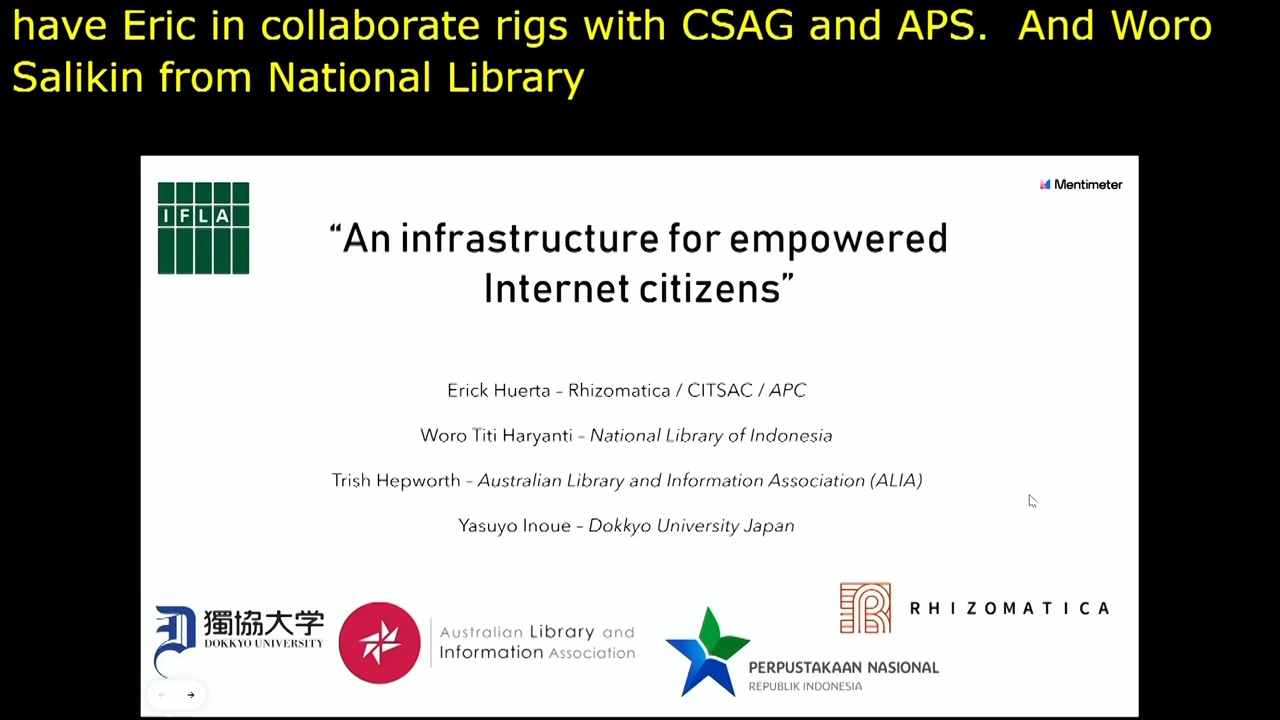 have Eric in collaborate rigs with CSAG and APS.  And Woro
Salikin from National Library
IFLA
Mentimeter
“An infrastructure for empowered
Internet citizens”
Erick Huerta – Rhizomatica / CITSAC / APC
Woro Titi Haryanti – National Library of Indonesia
Trish Hepworth – Australian Library and Information Association (ALIA)
Yasuyo Inoue – Dokkyo University Japan
獨協大学
DOKKYO UNIVERSITY
Australian Library and
Information Association
PERPUSTAKAAN NASIONAL
REPUBLIK INDONESIA
RHIZOMATICA